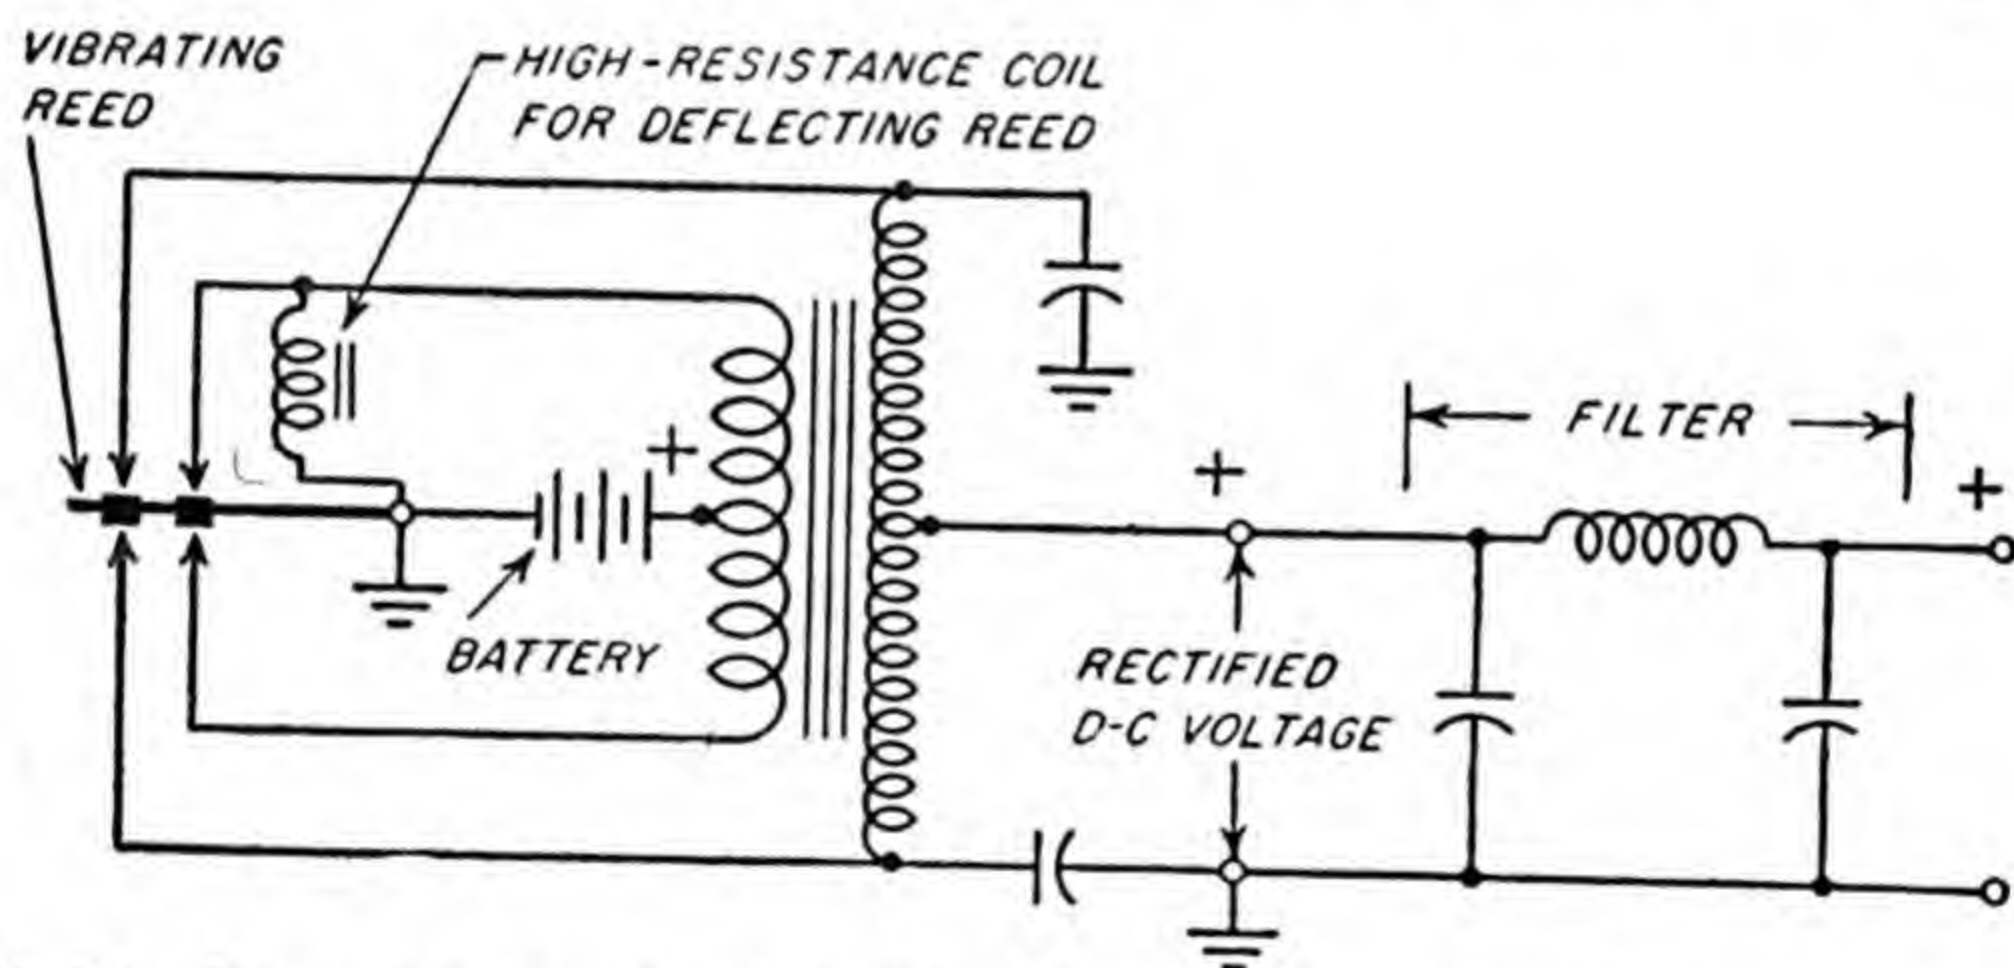 VIBRATING
REED
HIGH-RESISTANCE COIL
FOR DEFLECTING REED
+
BATTERY
+
RECTIFIED
D-C VOLTAGE
FILTER
+